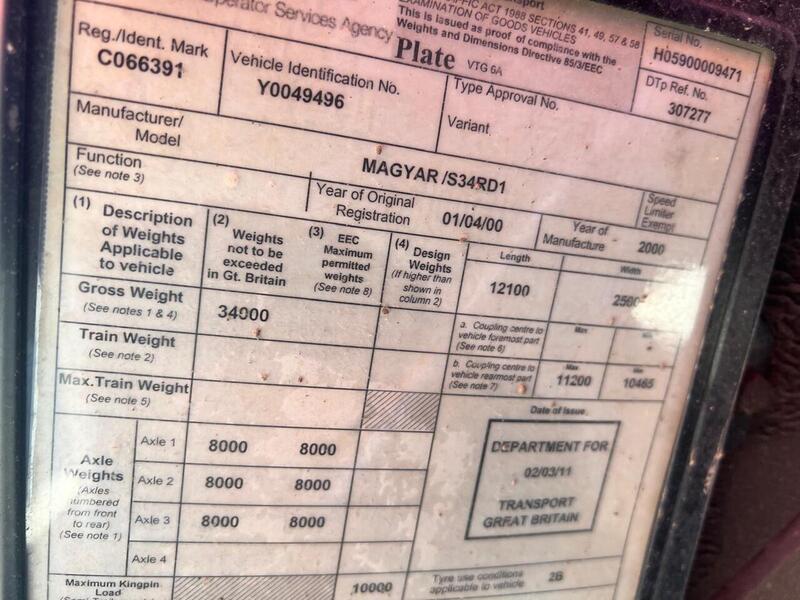 Operator Services Agency
TRAFFIC ACT 1988 SECTIONS 41, 49, 57 & 58
EXAMINATION OF GOODS VEHICLES
This is issued as proof of compliance with the
Weights and Dimensions Directive 85/3/EEC
Plate VTG 6A
Serial No.
H05900009471
DTp Ref. No.
307277
Reg./Ident. Mark
C066391
Vehicle Identification No.
Y0049496
Type Approval No.
Variant
Manufacturer/
Model
MAGYAR /S34RD1
Function
(See note 3)
Year of Original
Registration
01/04/00
Year of
Manufacture
2000
Speed
Limiter
Exempt
(1) Description
of Weights
Applicable
to vehicle
(2) Weights
not to be
exceeded
in Gt. Britain
(3) EEC
Maximum
permitted
weights
(See note 8)
(4) Design
Weights
(If higher than
shown in
column 2)
Length
12100
Width
Gross Weight
(See notes 1 & 4)
34000
Train Weight
(See note 2)
Max.Train Weight
(See note 5)
a. Coupling centre to
vehicle foremost part
(See note 6)
Max
b. Coupling centre to
vehicle rearmost part
(See note 7)
Max
11200
10465
Axle
Weights
(Axles
numbered
from front
to rear)
(See note 1)
Axle 1 8000 8000
Axle 2 8000 8000
Axle 3 8000 8000
Axle 4
Date of Issue
DEPARTMENT FOR
02/03/11
TRANSPORT
GREAT BRITAIN
Maximum Kingpin
Load
10000
Tyre use conditions
applicable
2B